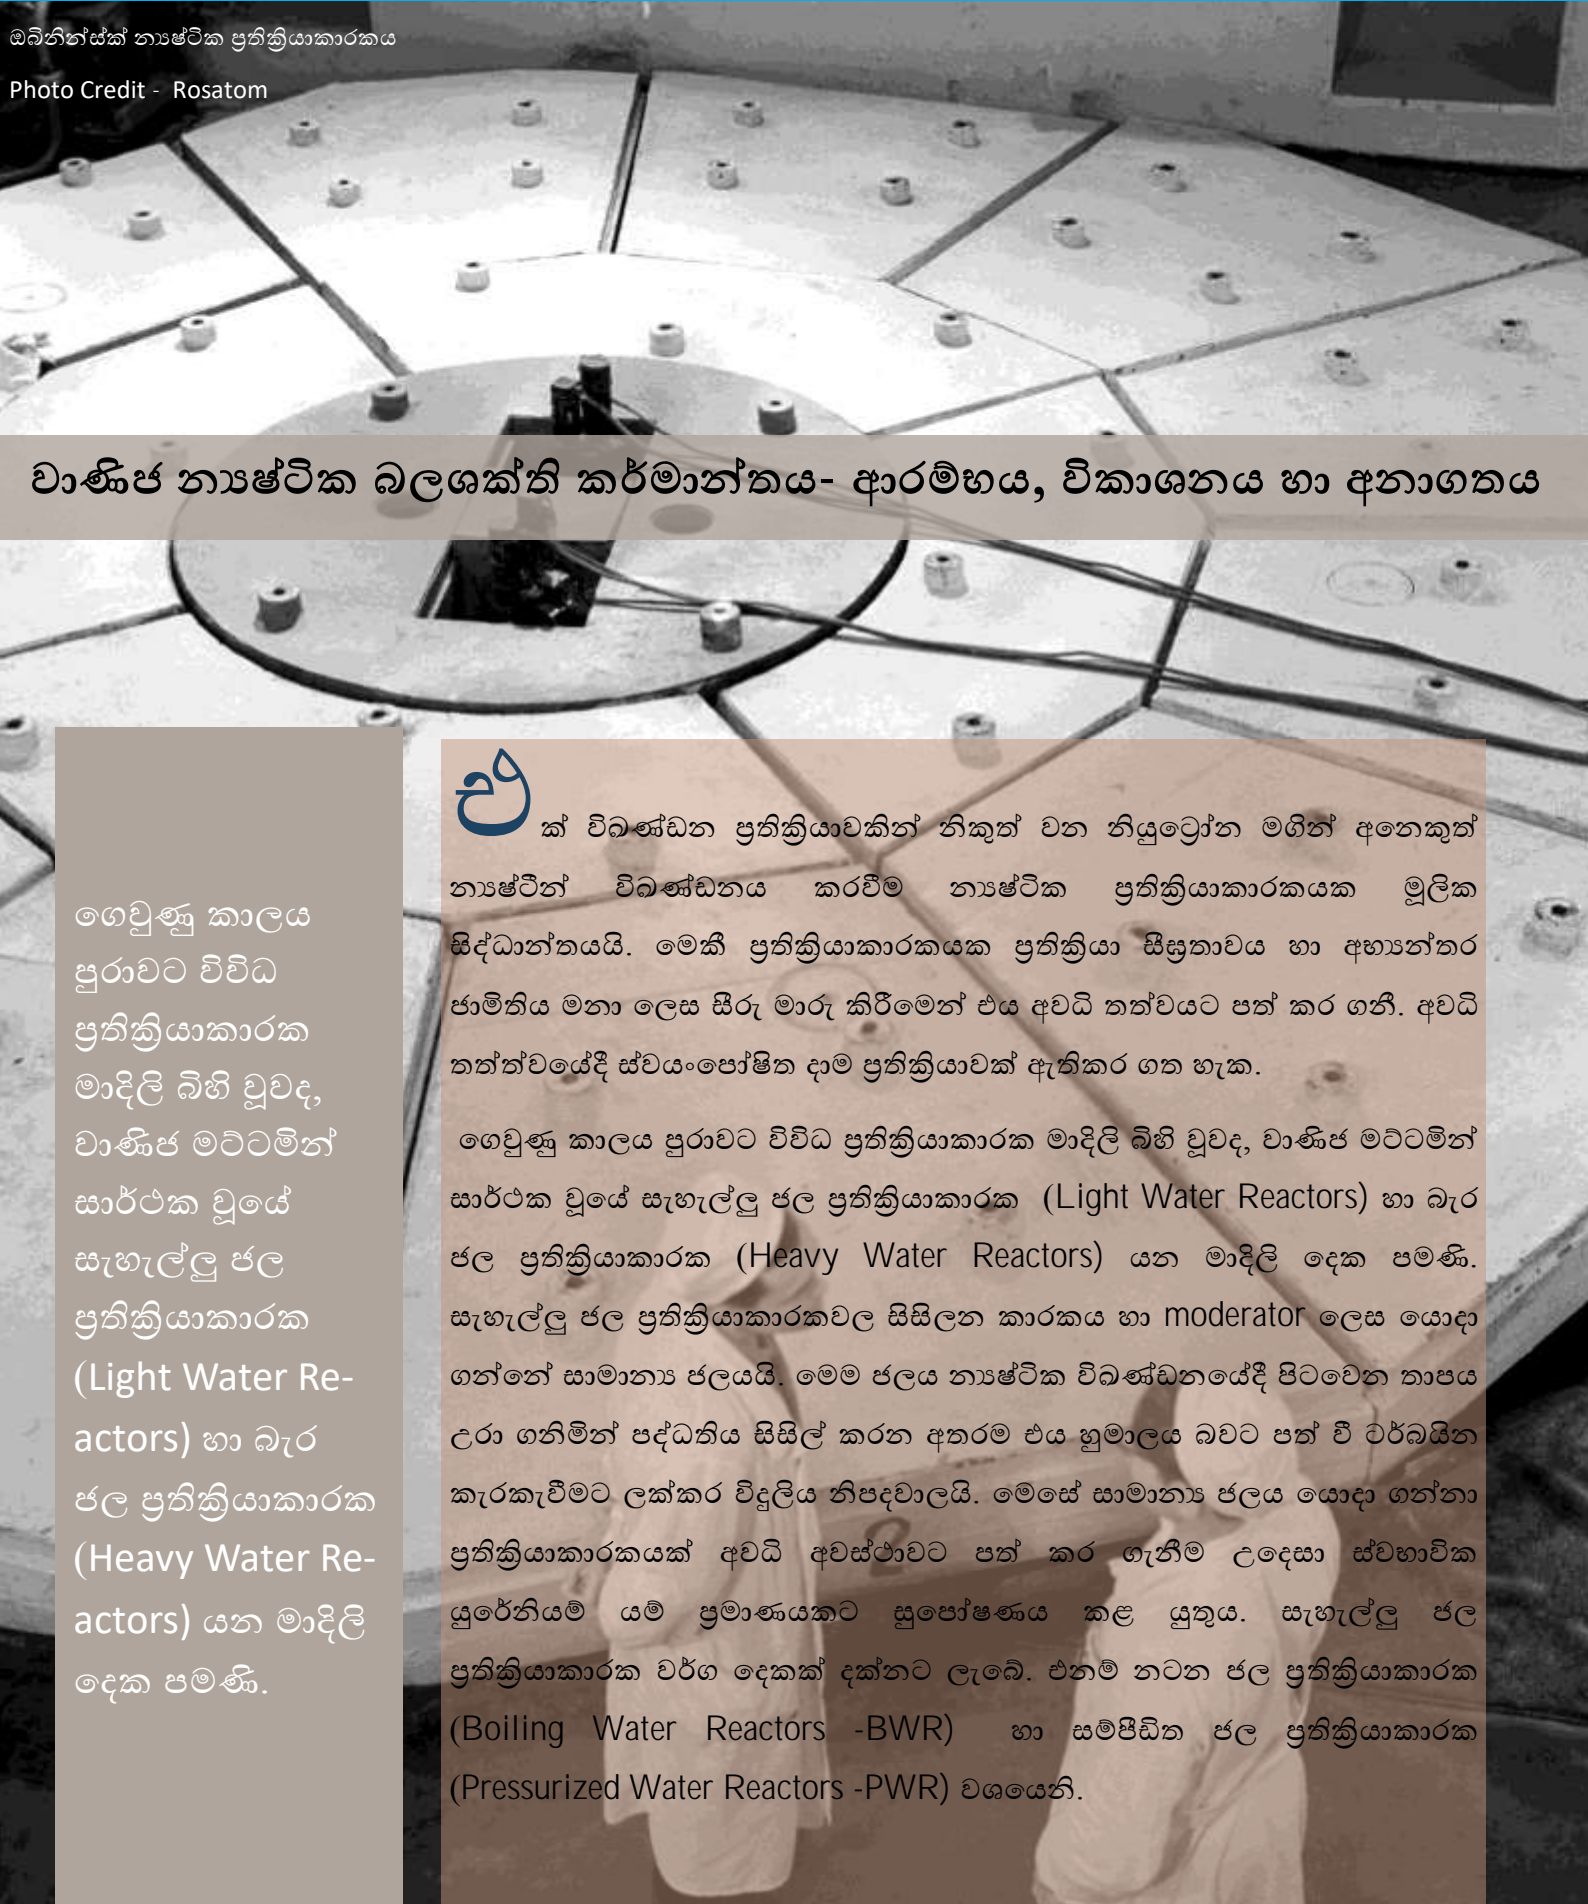 ඔබ්නින්ස්ක් න්‍යෂ්ටික ප්‍රතික්‍රියාකාරකය
Photo Credit - Rosatom
වාණිජ න්‍යෂ්ටික බලශක්ති කර්මාන්තය- ආරම්භය, විකාශනය හා අනාගතය
ගෙවුණු කාලය
පුරාවට විවිධ
ප්‍රතික්‍රියාකාරක
මාදිලි බිහි වූවද,
වාණිජ මට්ටමින්
සාර්ථක වූයේ
සැහැල්ලු ජල
ප්‍රතික්‍රියාකාරක
(Light Water Re-
actors) හා බැර
ජල ප්‍රතික්‍රියාකාරක
(Heavy Water Re-
actors) යන මාදිලි
දෙක පමණි.
එක් විඛණ්ඩන ප්‍රතික්‍රියාවකින් නිකුත් වන නියුට්‍රෝන මගින් අනෙකුත්
න්‍යෂ්ටීන් විඛණ්ඩනය කරවීම න්‍යෂ්ටික ප්‍රතික්‍රියාකාරකයක මූලික
සිද්ධාන්තයයි. මෙකී ප්‍රතික්‍රියාකාරකයක ප්‍රතික්‍රියා සීඝ්‍රතාවය හා අභ්‍යන්තර
ජාමිතිය මනා ලෙස සීරු මාරු කිරීමෙන් එය අවධි තත්වයට පත් කර ගනී. අවධි
තත්ත්වයේදී ස්වයංපෝෂිත දාම ප්‍රතික්‍රියාවක් ඇතිකර ගත හැක.
ගෙවුණු කාලය පුරාවට විවිධ ප්‍රතික්‍රියාකාරක මාදිලි බිහි වූවද, වාණිජ මට්ටමින්
සාර්ථක වූයේ සැහැල්ලු ජල ප්‍රතික්‍රියාකාරක (Light Water Reactors) හා බැර
ජල ප්‍රතික්‍රියාකාරක (Heavy Water Reactors) යන මාදිලි දෙක පමණි.
සැහැල්ලු ජල ප්‍රතික්‍රියාකාරකවල සිසිලන කාරකය හා moderator ලෙස යොදා
ගන්නේ සාමාන්‍ය ජලයයි. මෙම ජලය න්‍යෂ්ටික විඛණ්ඩනයේදී පිටවෙන තාපය
උරා ගනිමින් පද්ධතිය සිසිල් කරන අතරම එය හුමාලය බවට පත් වී ටර්බයින
කැරකැවීමට ලක්කර විදුලිය නිපදවාලයි. මෙසේ සාමාන්‍ය ජලය යොදා ගන්නා
ප්‍රතික්‍රියාකාරකයක් අවධි අවස්ථාවට පත් කර ගැනීම උදෙසා ස්වභාවික
යුරේනියම් යම් ප්‍රමාණයකට සුපෝෂණය කළ යුතුය. සැහැල්ලු ජල
ප්‍රතික්‍රියාකාරක වර්ග දෙකක් දක්නට ලැබේ. එනම් නටන ජල ප්‍රතික්‍රියාකාරක
(Boiling Water Reactors -BWR) හා සම්පීඩිත ජල ප්‍රතික්‍රියාකාරක
(Pressurized Water Reactors -PWR) වශයෙනි.